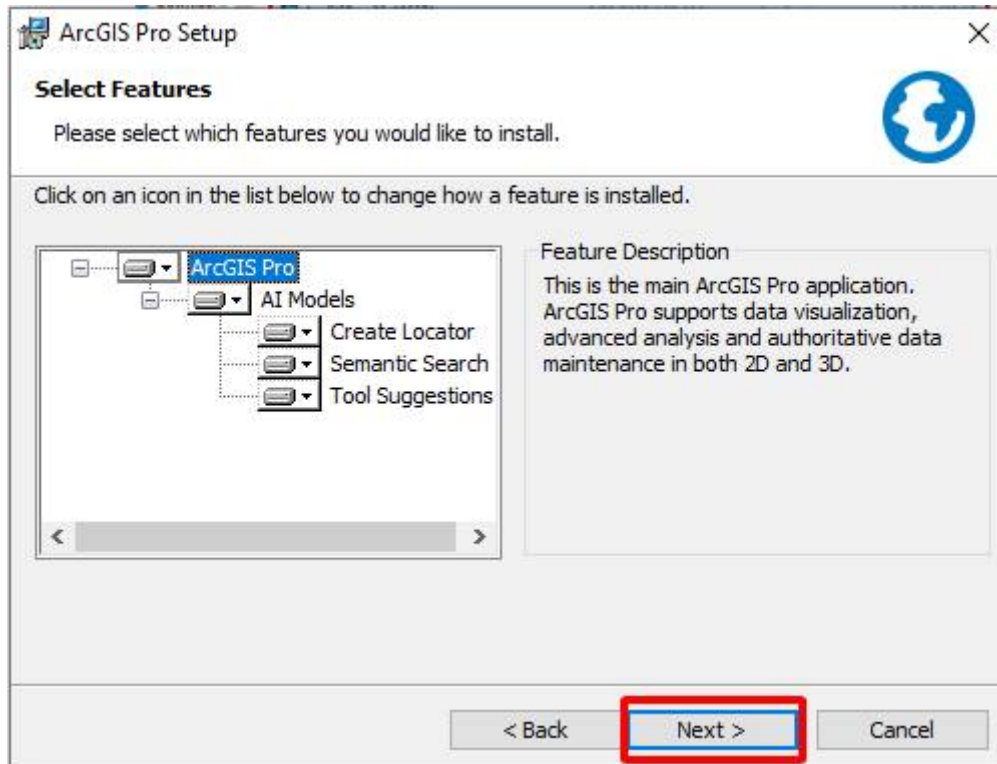 ArcGIS Pro Setup
Select Features
Please select which features you would like to install.
Click on an icon in the list below to change how a feature is installed.
ArcGIS Pro
AI Models
Create Locator
Semantic Search
Tool Suggestions
Feature Description
This is the main ArcGIS Pro application.
ArcGIS Pro supports data visualization,
advanced analysis and authoritative data
maintenance in both 2D and 3D.
< Back
Next >
Cancel